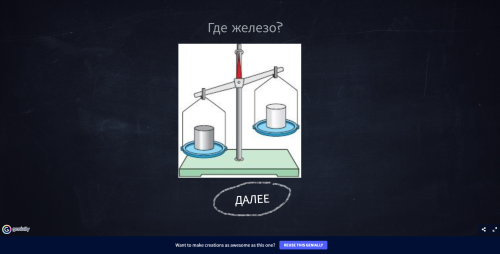 Где железо?
ДАЛЕЕ
genially
Want to make creations as awesome as this one?
REUSE THIS GENIALLY